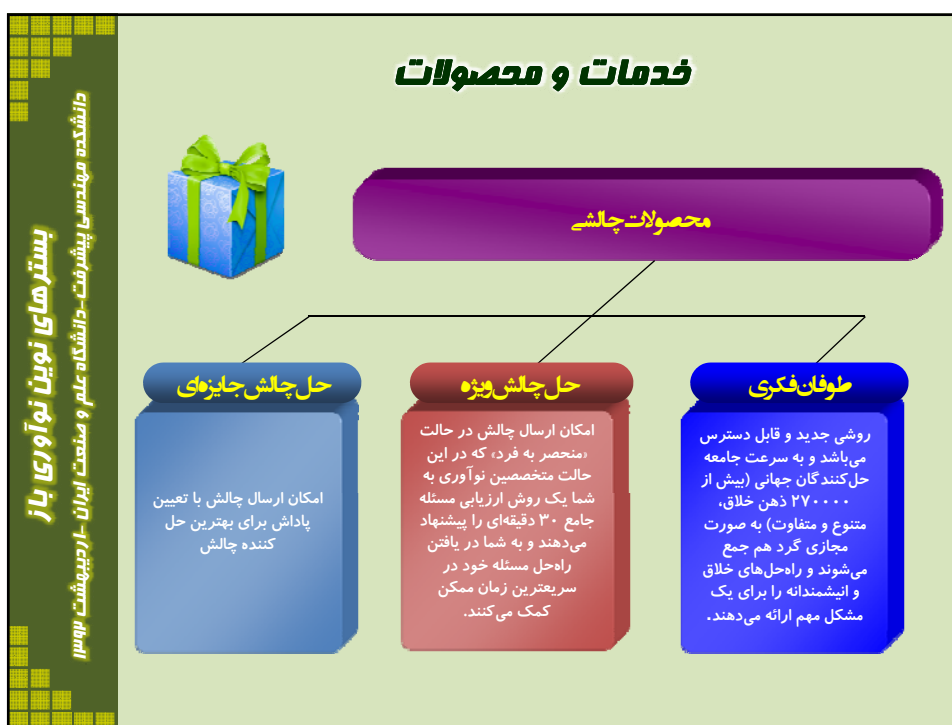 خدمات و محصولات
محصولات چالشی
طوفان فکری
روشی جدید و قابل دسترس
می‌باشد و به سرعت جامعه
حل‌کنندگان جهانی (بیش از
۲۷۰۰۰۰ ذهن خلاق،
متنوع و متفاوت) به صورت
مجازی گرد هم جمع
می‌شوند و راه‌حل‌های خلاق
و انیشمندانه را برای یک
مشکل مهم ارائه می‌دهند.
حل چالش ویژه
امکان ارسال چالش در حالت
«منحصر به فرد» که در این
حالت متخصصین نوآوری به
شما یک روش ارزیابی مسئله
جامع ۳۰ دقیقه‌ای را پیشنهاد
می‌دهند و به شما در یافتن
راه‌حل مسئله خود در
سریعترین زمان ممکن
کمک می‌کنند.
حل چالش جایزه‌ای
امکان ارسال چالش با تعیین
پاداش برای بهترین حل
کننده چالش
بسترهای نوین نوآوری باز
دانشکده مهندسی پیشرفت-دانشگاه علم و صنعت ایران -اردیبهشت ۱۳۹۲